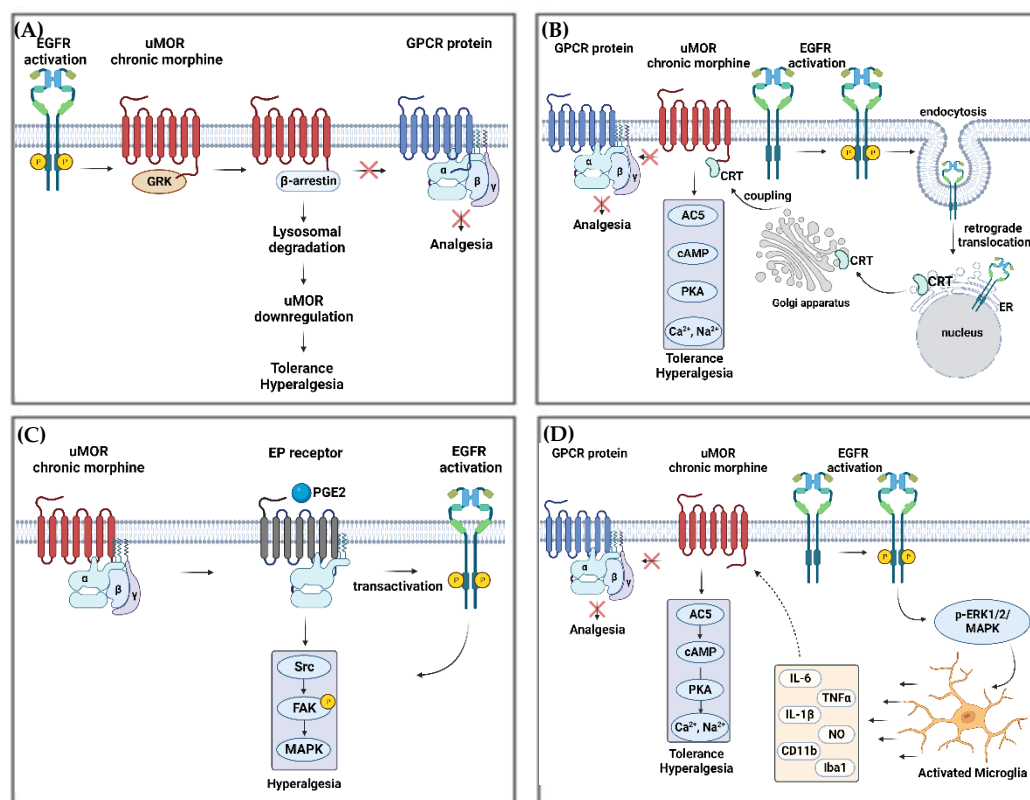 (A)
EGFR
activation
uMOR
chronic morphine
GPCR protein
P
P
GRK
β-arrestin
α
β
γ
Analgesia
Lysosomal
degradation
uMOR
downregulation
Tolerance
Hyperalgesia
(B)
GPCR protein
uMOR
chronic morphine
EGFR
activation
endocytosis
α
β
γ
Analgesia
CRT
coupling
P
P
AC5
cAMP
PKA
Ca²⁺, Na²⁺
Tolerance
Hyperalgesia
CRT
Golgi apparatus
retrograde
translocation
CRT
ER
nucleus
(C)
uMOR
chronic morphine
EP receptor
EGFR
activation
PGE2
α
β
γ
transactivation
P
P
Src
FAK
P
MAPK
Hyperalgesia
(D)
GPCR protein
uMOR
chronic morphine
EGFR
activation
α
β
γ
Analgesia
P
P
AC5
cAMP
PKA
Ca²⁺, Na²⁺
Tolerance
Hyperalgesia
p-ERK1/2/
MAPK
IL-6
TNFα
IL-1β
NO
CD11b
Iba1
Activated Microglia